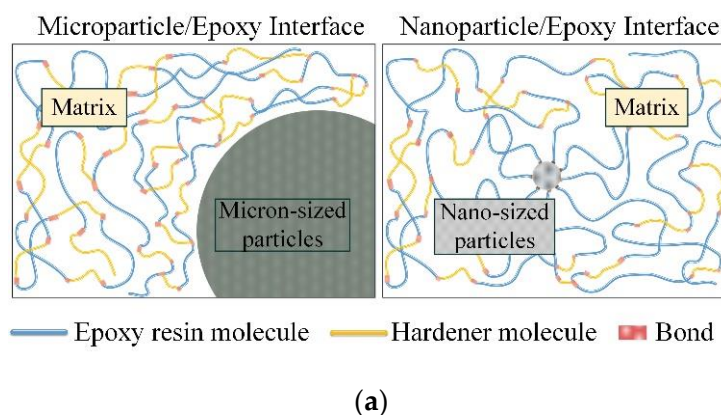 Microparticle/Epoxy Interface
Nanoparticle/Epoxy Interface
Matrix
Micron-sized
particles
Matrix
Nano-sized
particles
Epoxy resin molecule
Hardener molecule
Bond
(a)